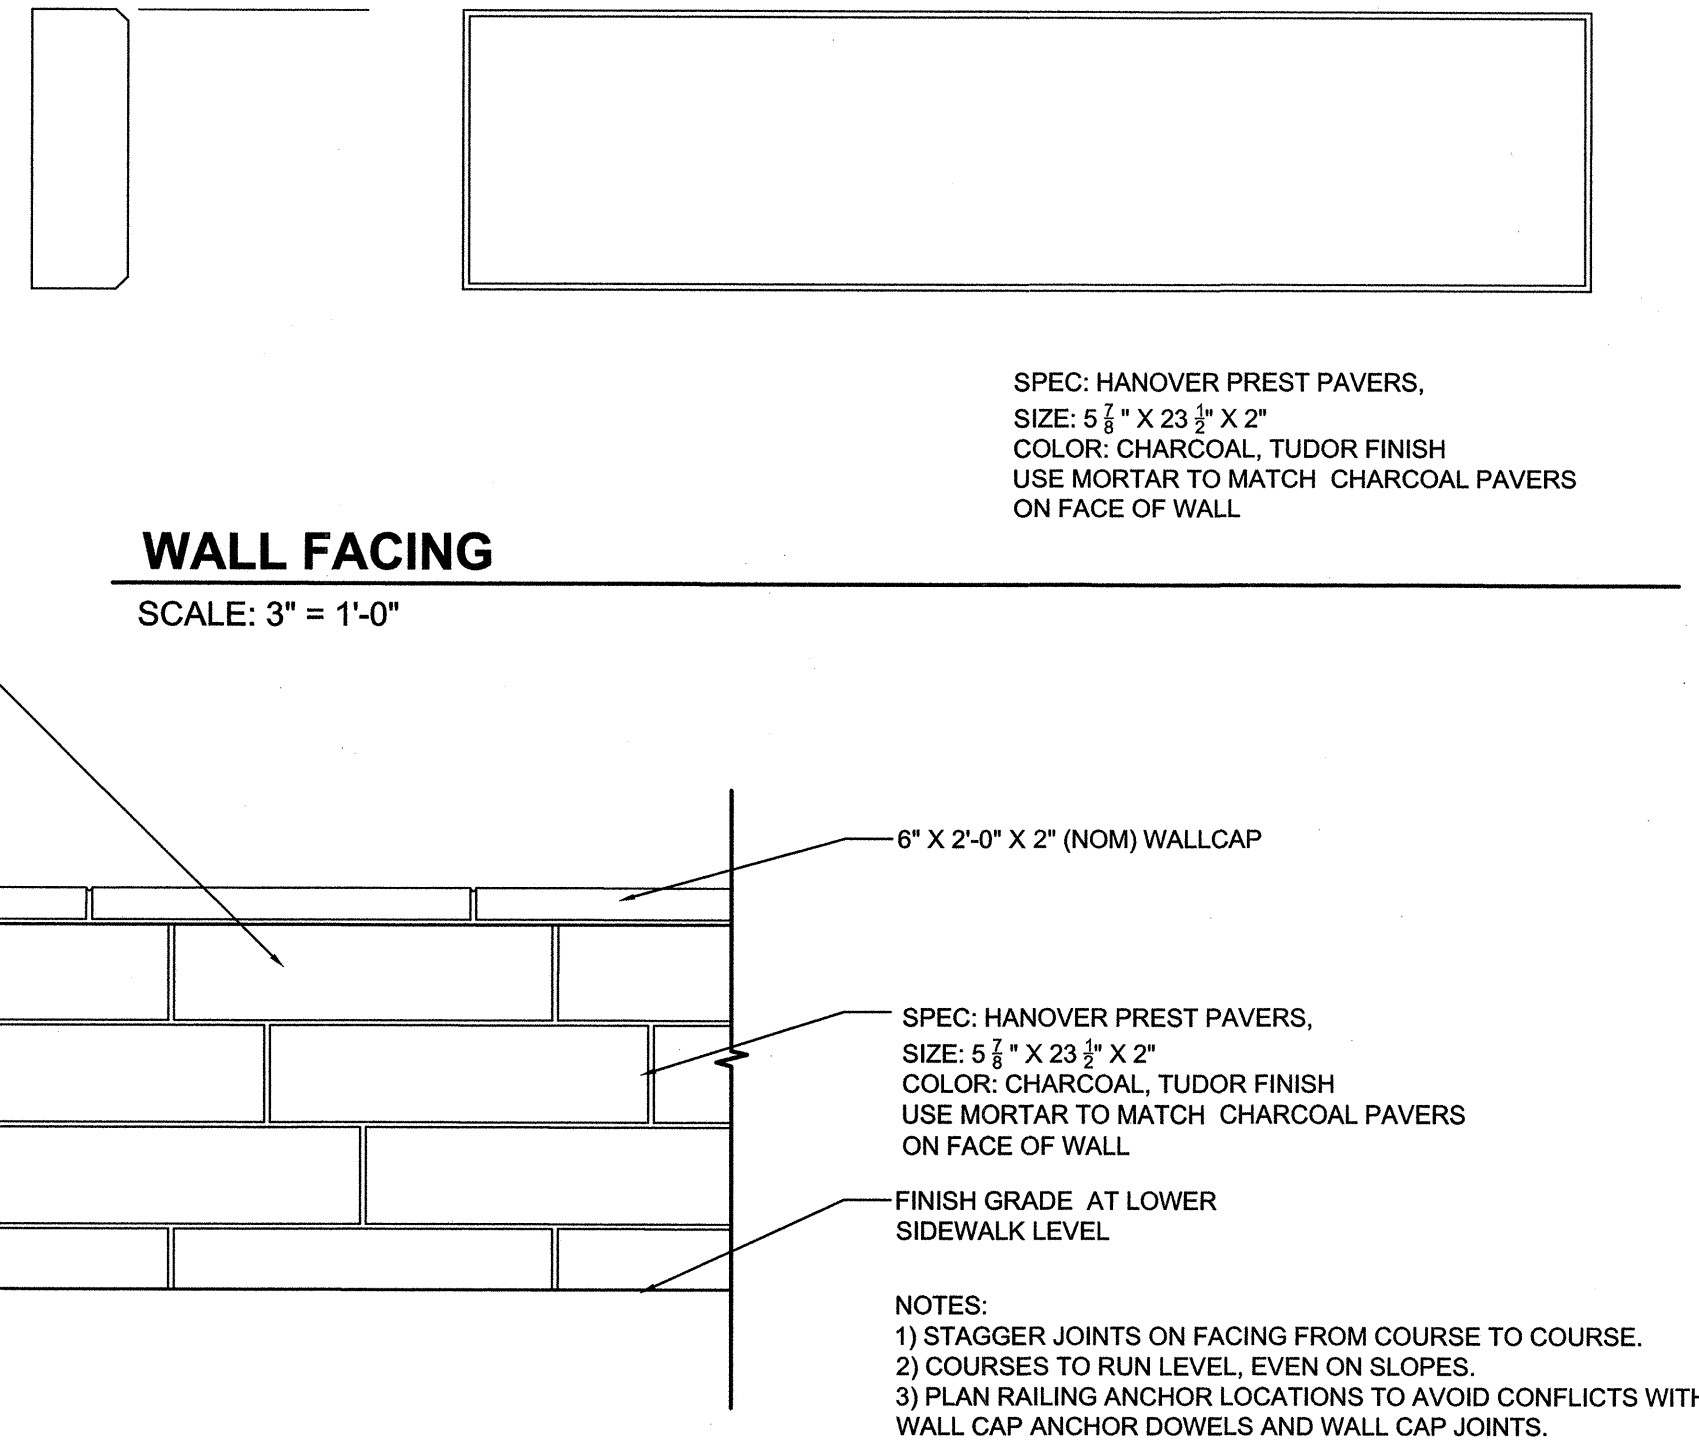 SPEC: HANOVER PREST PAVERS,
SIZE: 5 7/8" X 23 1/2" X 2"
COLOR: CHARCOAL, TUDOR FINISH
USE MORTAR TO MATCH CHARCOAL PAVERS
ON FACE OF WALL
WALL FACING
SCALE: 3" = 1'-0"
6" X 2'-0" X 2" (NOM) WALLCAP
SPEC: HANOVER PREST PAVERS,
SIZE: 5 7/8" X 23 1/2" X 2"
COLOR: CHARCOAL, TUDOR FINISH
USE MORTAR TO MATCH CHARCOAL PAVERS
ON FACE OF WALL
FINISH GRADE AT LOWER
SIDEWALK LEVEL
NOTES:
1) STAGGER JOINTS ON FACING FROM COURSE TO COURSE.
2) COURSES TO RUN LEVEL, EVEN ON SLOPES.
3) PLAN RAILING ANCHOR LOCATIONS TO AVOID CONFLICTS WITH
WALL CAP ANCHOR DOWELS AND WALL CAP JOINTS.